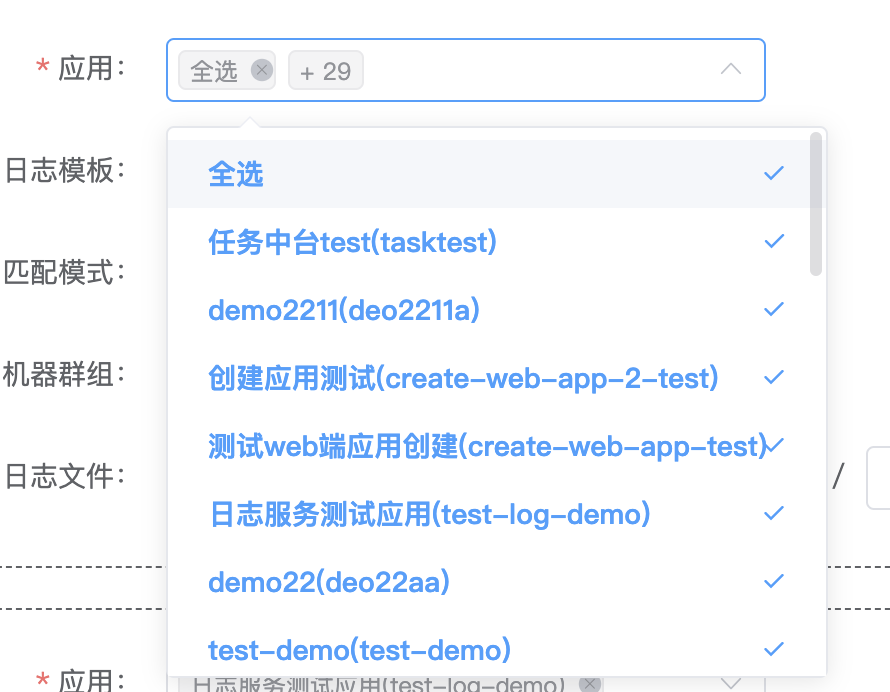 * 应用：
全选
+ 29
日志模板：
匹配模式：
机器群组：
日志文件：
全选
任务中台test(tasktest)
demo2211(deo2211a)
创建应用测试(create-web-app-2-test)
测试web端应用创建(create-web-app-test)
日志服务测试应用(test-log-demo)
demo22(deo22aa)
test-demo(test-demo)
/
* 应用：
日志服务测试应用(test-log-demo)